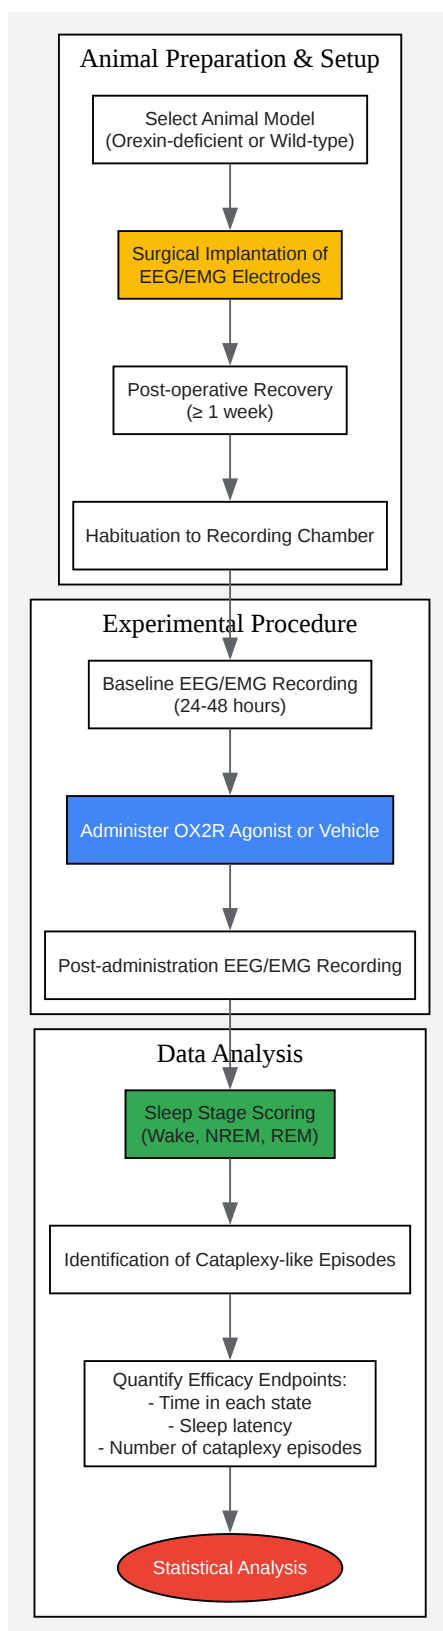 Animal Preparation & Setup
Select Animal Model
(Orexin-deficient or Wild-type)
Surgical Implantation of
EEG/EMG Electrodes
Post-operative Recovery
(≥ 1 week)
Habituation to Recording Chamber
Experimental Procedure
Baseline EEG/EMG Recording
(24-48 hours)
Administer OX2R Agonist or Vehicle
Post-administration EEG/EMG Recording
Data Analysis
Sleep Stage Scoring
(Wake, NREM, REM)
Identification of Cataplexy-like Episodes
Quantify Efficacy Endpoints:
- Time in each state
- Sleep latency
- Number of cataplexy episodes
Statistical Analysis